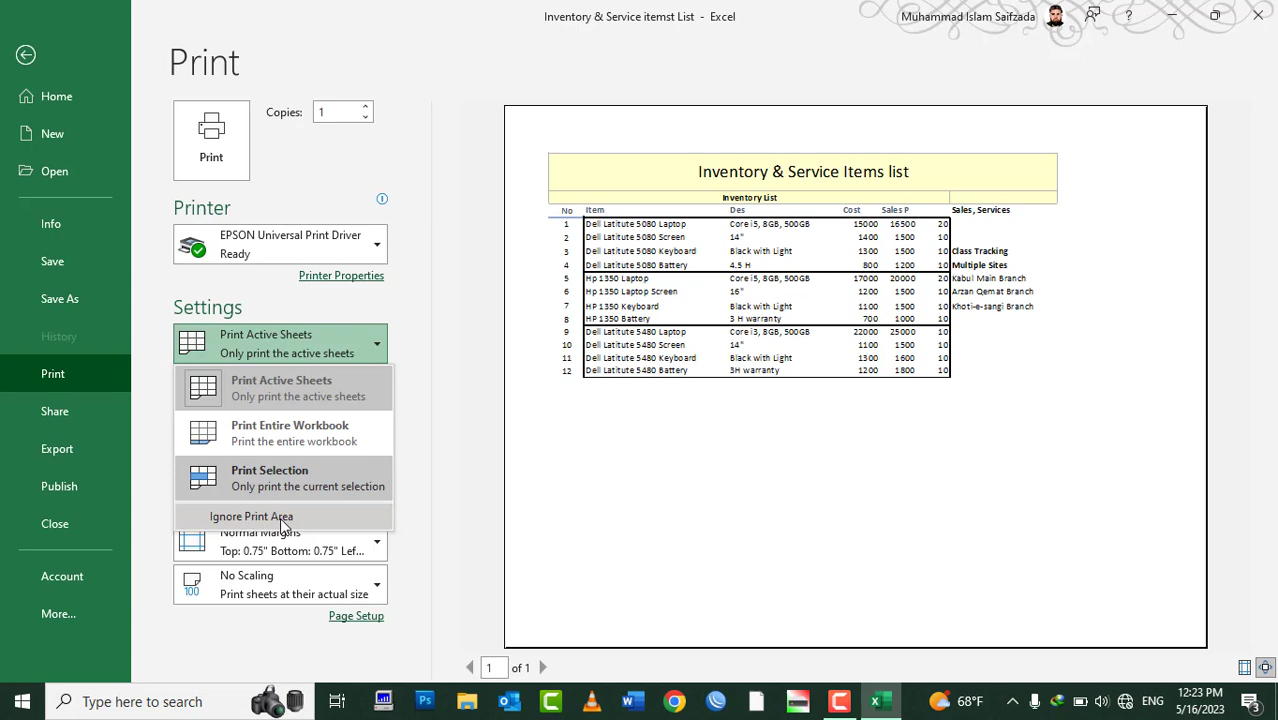 Inventory & Service itemst List - Excel
Muhammad Islam Saifzada
?
Print
Home
New
Open
Info
Save
Save As
History
Print
Share
Export
Publish
Close
Account
More...
Print
Copies: 1
Printer
EPSON Universal Print Driver
Ready
Printer Properties
Settings
Print Active Sheets
Only print the active sheets
Print Active Sheets
Only print the active sheets
Print Entire Workbook
Print the entire workbook
Print Selection
Only print the current selection
Ignore Print Area
Normal Margins
Top: 0.75" Bottom: 0.75" Lef...
No Scaling
100 Print sheets at their actual size
Page Setup
Inventory & Service Items list
Inventory List
No Item Des Cost Sales P Sales, Services
1 Dell Latitute 5080 Laptop Core i5, 8GB, 500GB 15000 16500 20
2 Dell Latitute 5080 Screen 14" 1400 1500 10
3 Dell Latitute 5080 Keyboard Black with Light 1300 1500 10 Class Tracking
4 Dell Latitute 5080 Battery 4.5 H 800 1200 10 Multiple Sites
5 Hp 1350 Laptop Core i5, 8GB, 500GB 17000 20000 20 Kabul Main Branch
6 Hp 1350 Laptop Screen 16" 1200 1500 10 Arzan Qemat Branch
7 HP 1350 Keyboard Black with Light 1100 1500 10 Khoti-e-sangi Branch
8 HP 1350 Battery 3 H warranty 700 1000 10
9 Dell Latitute 5480 Laptop Core i3, 8GB, 500GB 22000 25000 10
10 Dell Latitute 5480 Screen 14" 1100 1500 10
11 Dell Latitute 5480 Keyboard Black with Light 1300 1600 10
12 Dell Latitute 5480 Battery 3H warranty 1200 1800 10
1 of 1
Type here to search
68°F
ENG
12:23 PM
5/16/2023
3